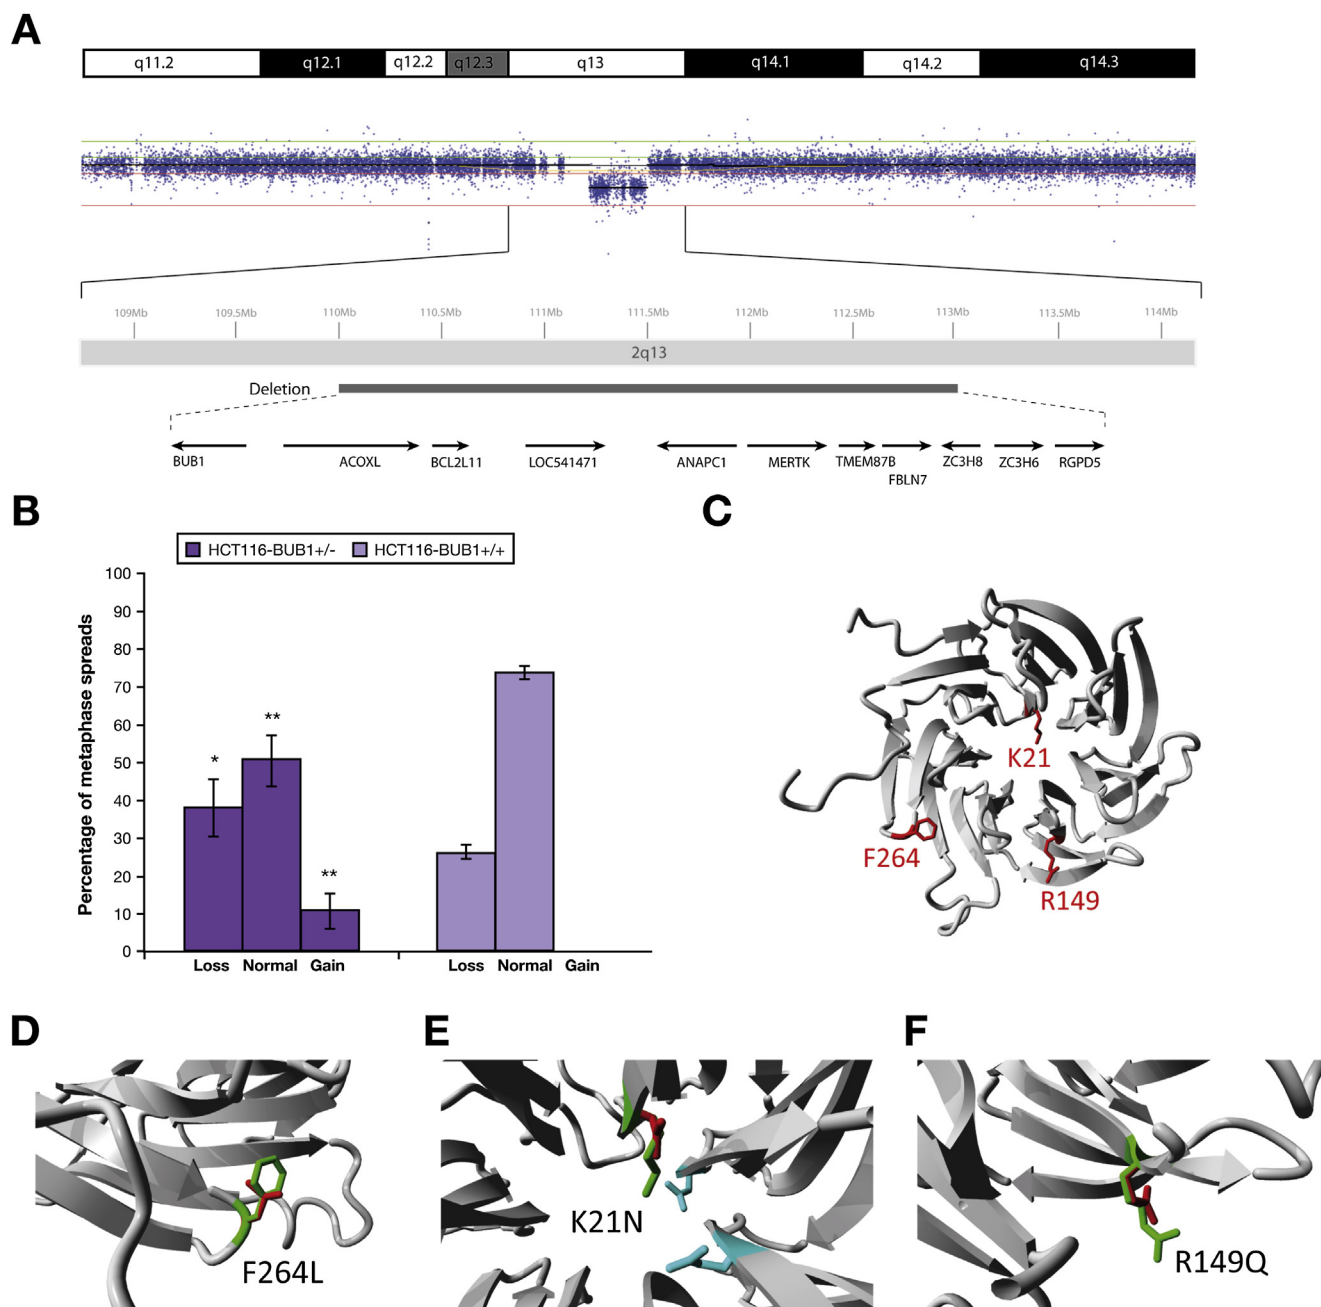 A
q11.2 q12.1 q12.2 q12.3 q13 q14.1 q14.2 q14.3
109Mb 109.5Mb 110Mb 110.5Mb 111Mb 111.5Mb 112Mb 112.5Mb 113Mb 113.5Mb 114Mb
2q13
Deletion
BUB1 ACOXL BCL2L11 LOC541471 ANAPC1 MERTK TMEM87B ZC3H8 ZC3H6 RGPD5
FBLN7
B
HCT116-BUB1+/- HCT116-BUB1+/+
Percentage of metaphase spreads
100
90
80
70
60
50
40
30
20
10
0
* ** **
Loss Normal Gain Loss Normal Gain
C
K21
F264
R149
D
F264L
E
K21N
F
R149Q